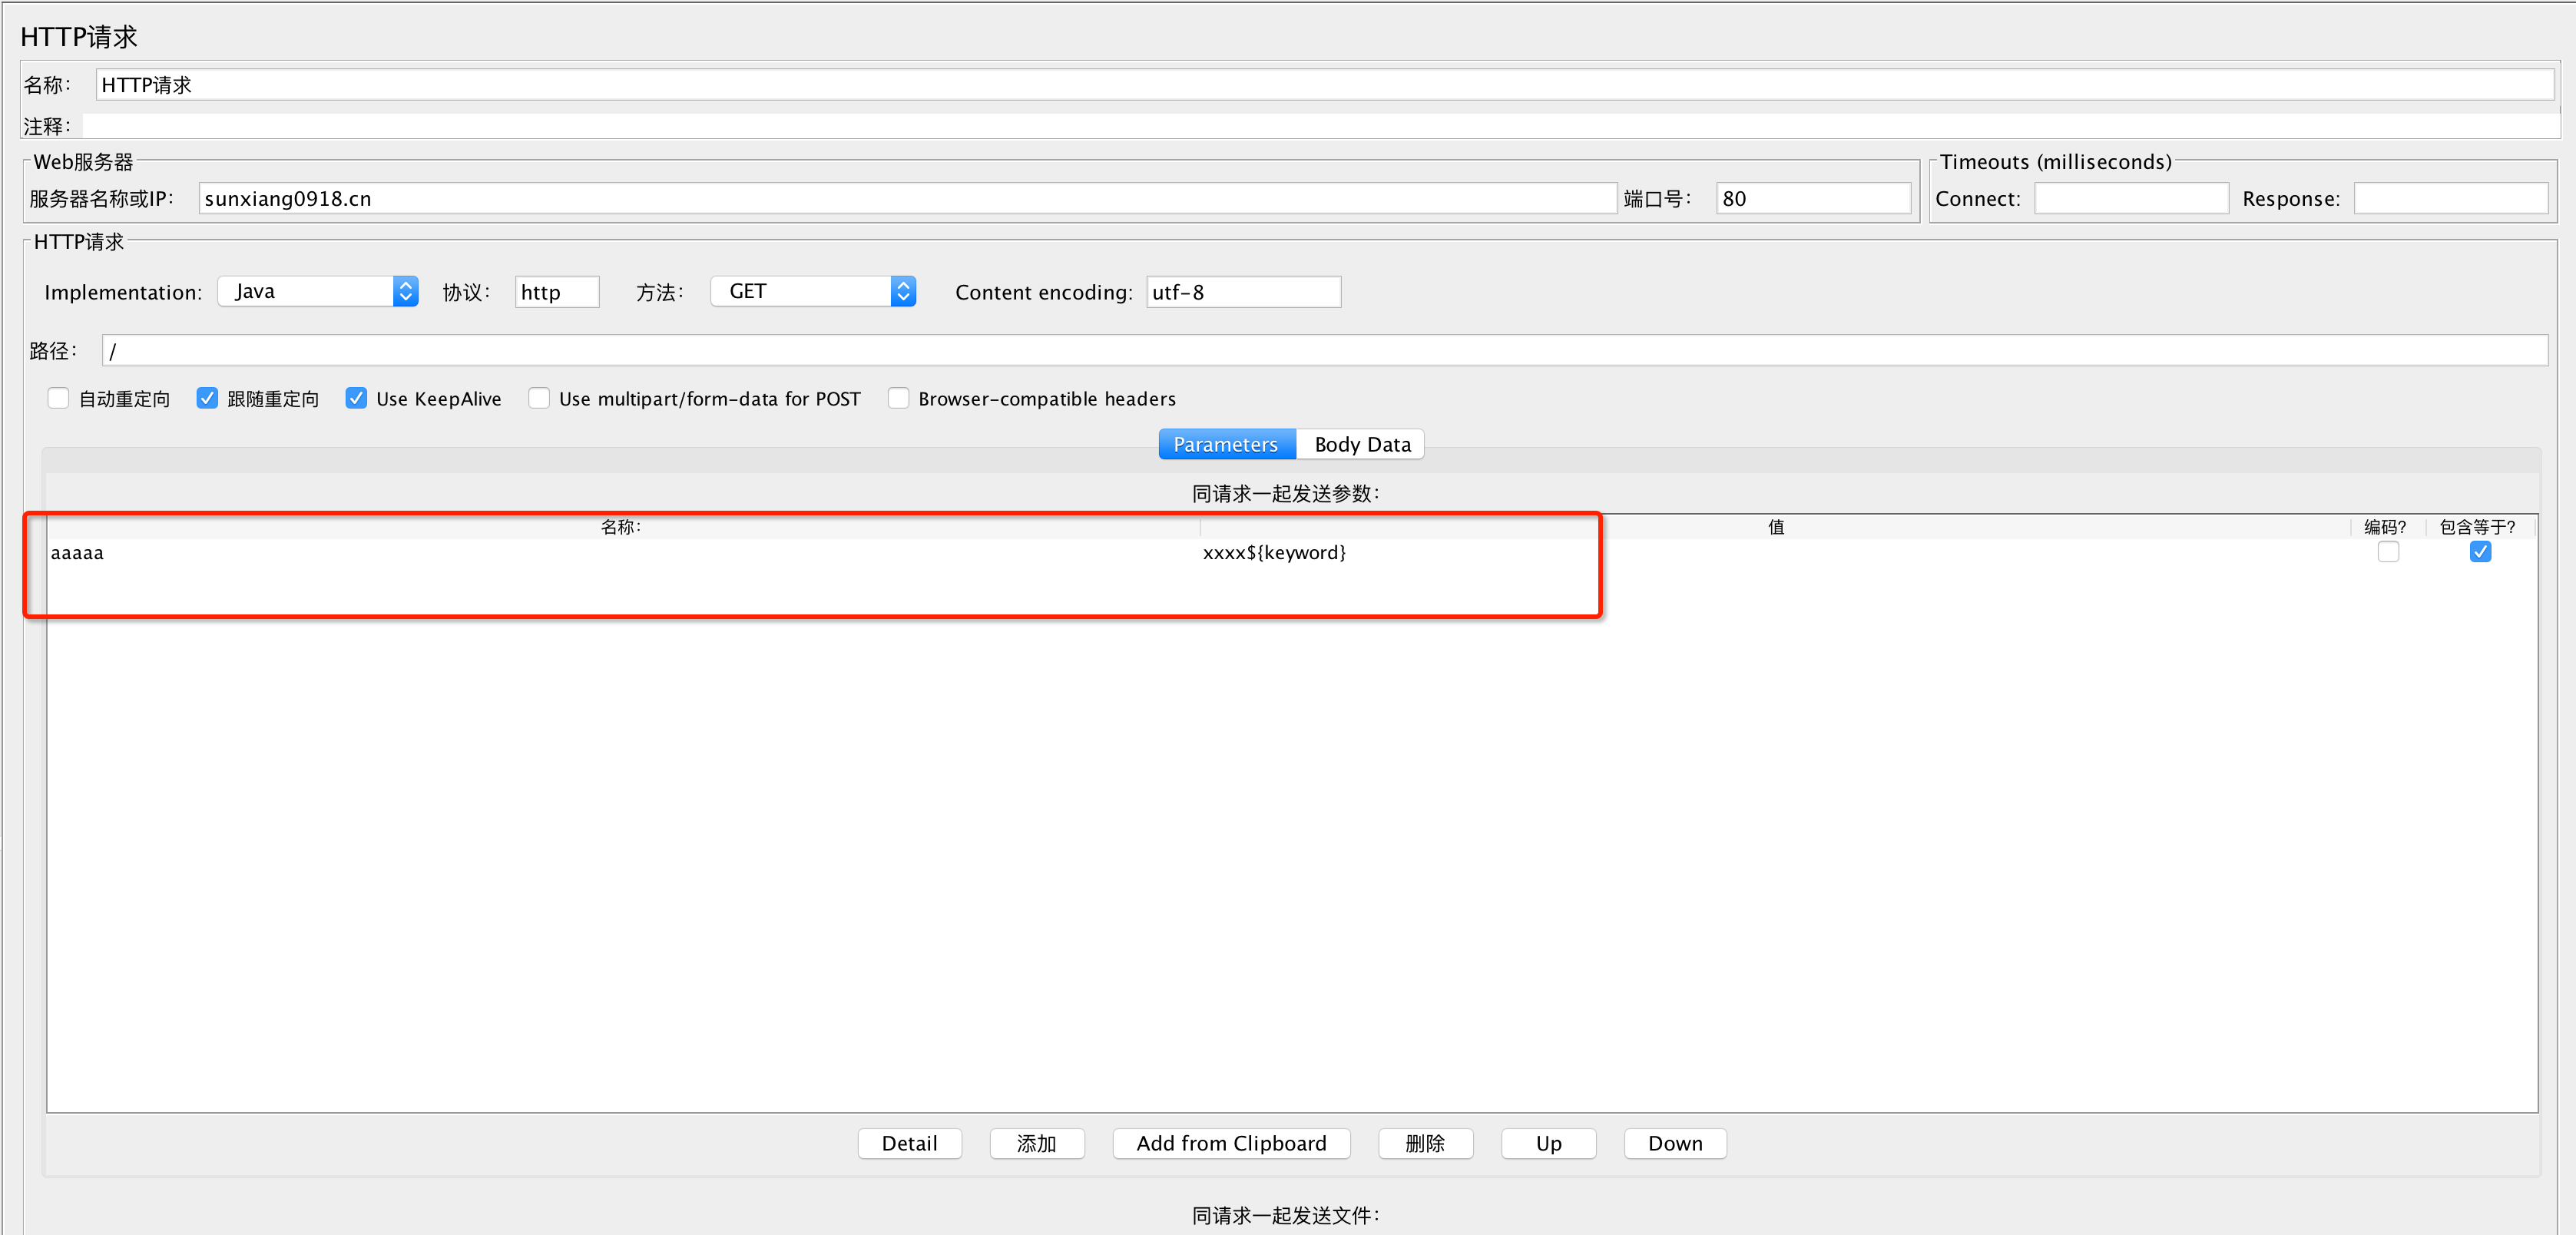 HTTP请求
名称： HTTP请求
注释：
Web服务器 Timeouts (milliseconds)
服务器名称或IP： sunxiang0918.cn 端口号： 80 Connect: Response:
HTTP请求
Implementation: Java 协议： http 方法： GET Content encoding: utf-8
路径： /
自动重定向 跟随重定向 Use KeepAlive Use multipart/form-data for POST Browser-compatible headers
Parameters Body Data
同请求一起发送参数：
名称： 值 编码? 包含等于?
aaaaa xxxx${keyword}
Detail 添加 Add from Clipboard 删除 Up Down
同请求一起发送文件：